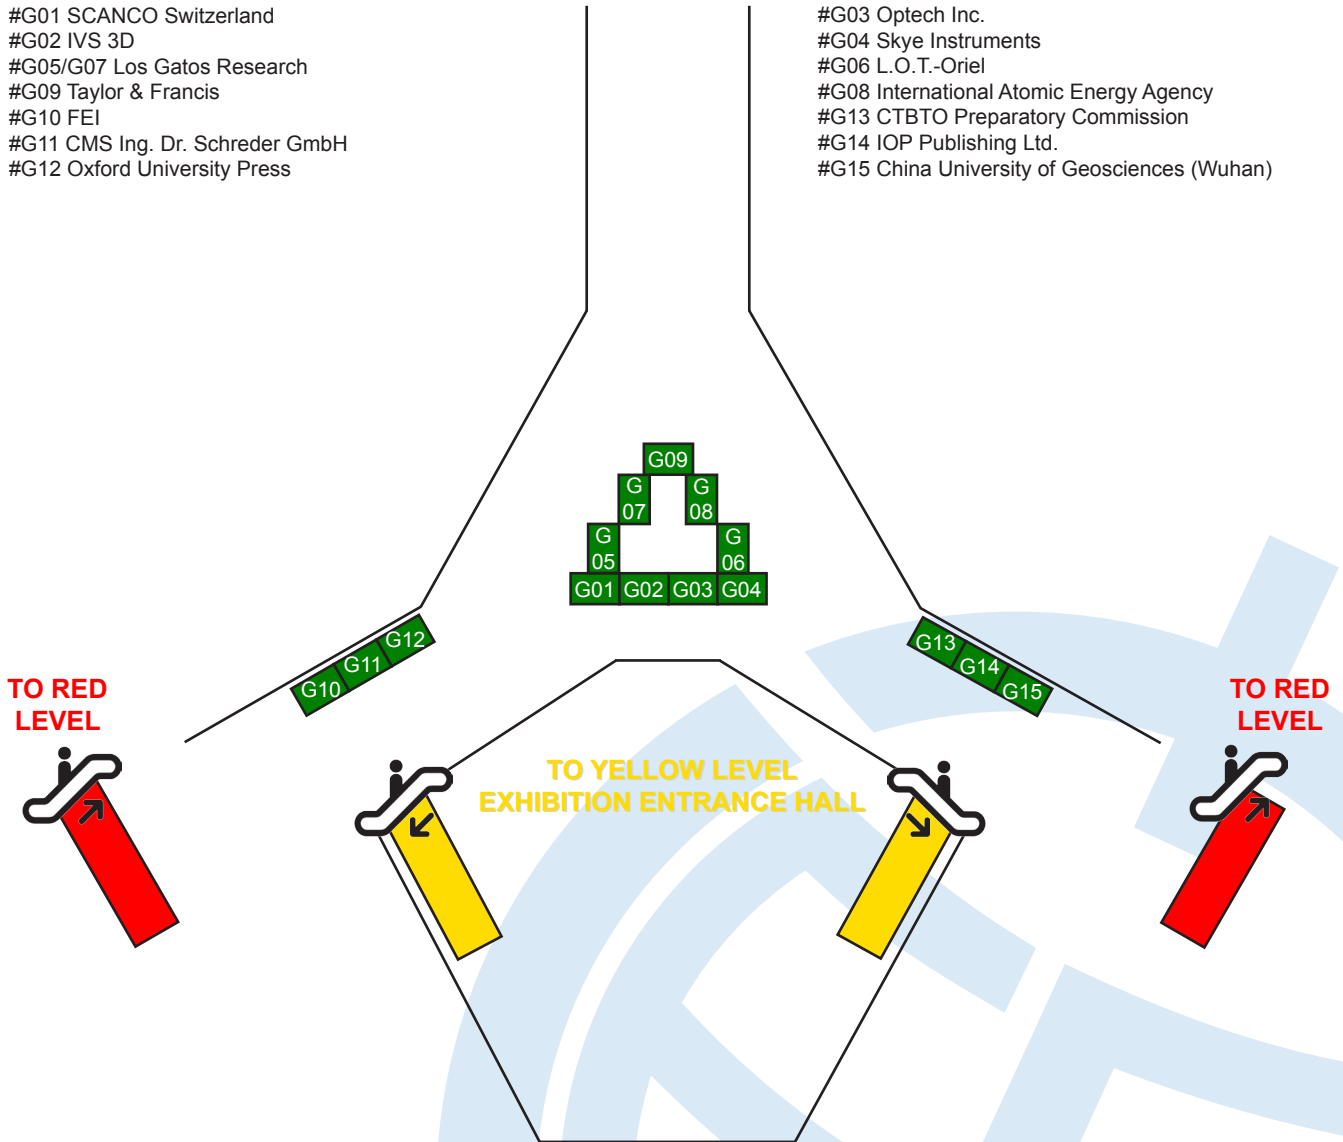 #G01 SCANCO Switzerland
#G02 IVS 3D
#G05/G07 Los Gatos Research
#G09 Taylor & Francis
#G10 FEI
#G11 CMS Ing. Dr. Schreder GmbH
#G12 Oxford University Press
#G03 Optech Inc.
#G04 Skye Instruments
#G06 L.O.T.-Oriel
#G08 International Atomic Energy Agency
#G13 CTBTO Preparatory Commission
#G14 IOP Publishing Ltd.
#G15 China University of Geosciences (Wuhan)
G09
G
07
G
08
G
05
G
06
G01 G02 G03 G04
G12
G11
G10
G13
G14
G15
TO RED
LEVEL
TO YELLOW LEVEL
EXHIBITION ENTRANCE HALL
TO RED
LEVEL